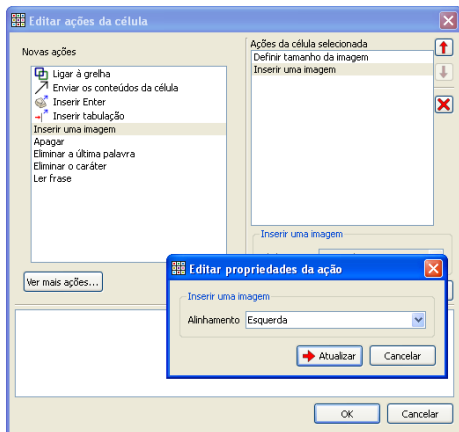 Editar ações da célula
Novas ações
Ligar à grelha
Enviar os conteúdos da célula
Inserir Enter
Inserir tabulação
Inserir uma imagem
Apagar
Eliminar a última palavra
Eliminar o caráter
Ler frase
Ver mais ações...
Ações da célula selecionada
Definir tamanho da imagem
Inserir uma imagem
Inserir uma imagem
Editar propriedades da ação
Inserir uma imagem
Alinhamento Esquerda
Atualizar Cancelar
OK Cancelar